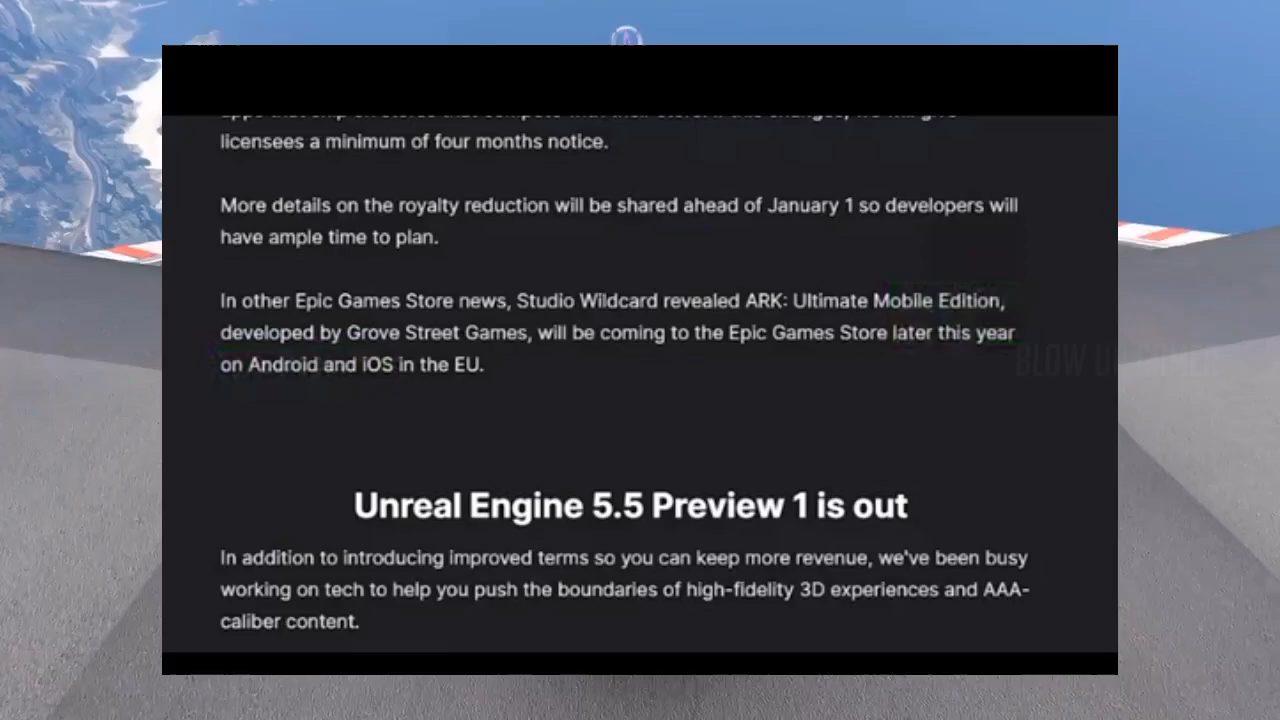 licensees a minimum of four months notice.
More details on the royalty reduction will be shared ahead of January 1 so developers will
have ample time to plan.
In other Epic Games Store news, Studio Wildcard revealed ARK: Ultimate Mobile Edition,
developed by Grove Street Games, will be coming to the Epic Games Store later this year
on Android and iOS in the EU.
Unreal Engine 5.5 Preview 1 is out
In addition to introducing improved terms so you can keep more revenue, we've been busy
working on tech to help you push the boundaries of high-fidelity 3D experiences and AAA-
caliber content.